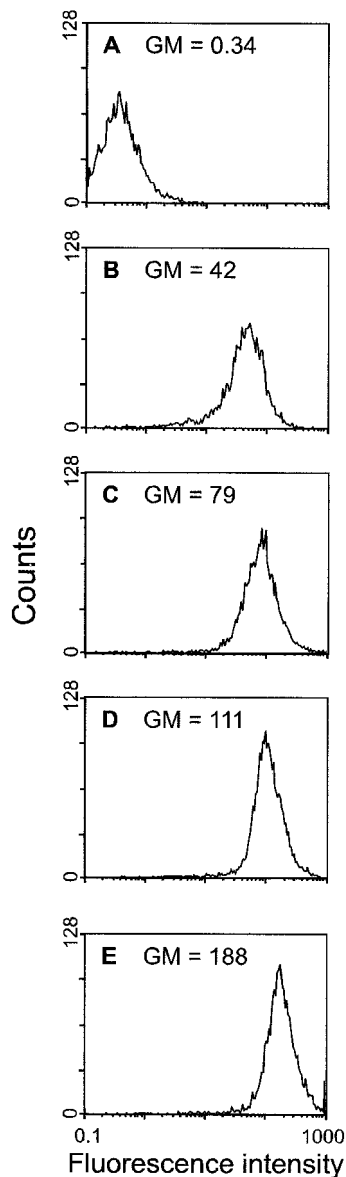 128
A GM = 0.34
0
128
B GM = 42
0
128
C GM = 79
0
Counts
128
D GM = 111
0
128
E GM = 188
0
0.1 1000
Fluorescence intensity